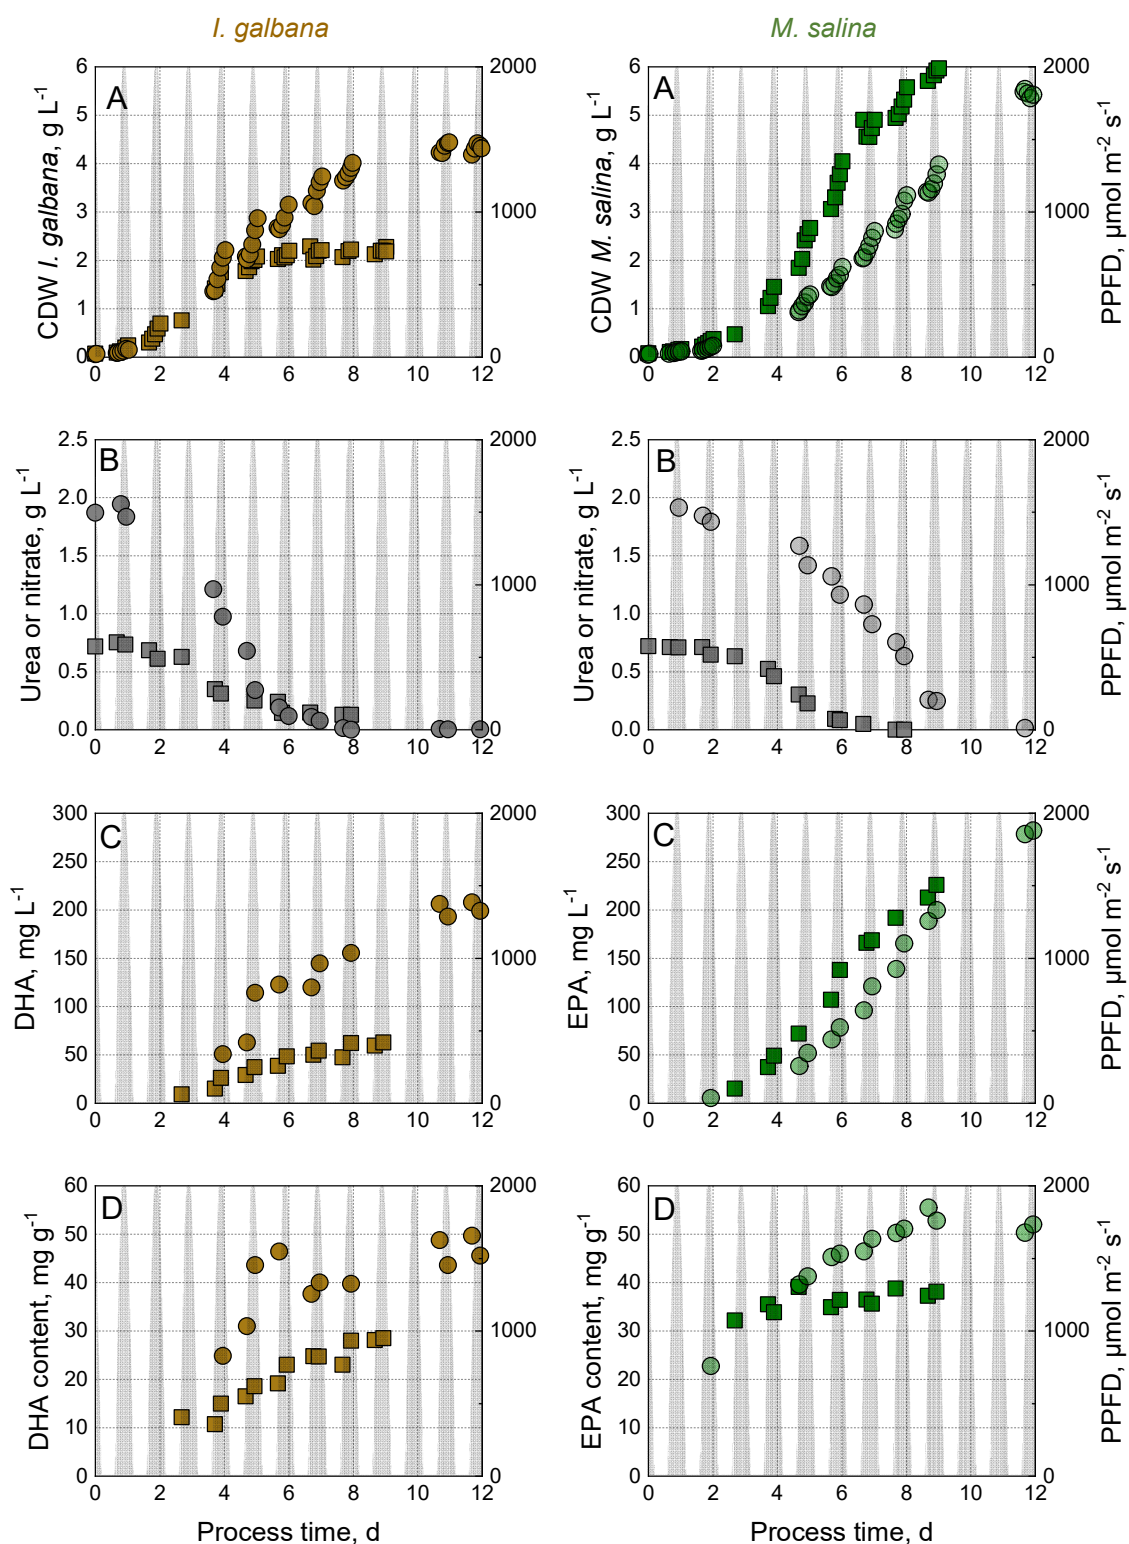 I. galbana
M. salina
A
CDW I. galbana, g L-1
6
5
4
3
2
1
0
2000
1000
0
0 2 4 6 8 10 12
A
CDW M. salina, g L-1
6
5
4
3
2
1
0
2000
1000
0
PPFD, µmol m-2 s-1
0 2 4 6 8 10 12
B
Urea or nitrate, g L-1
2.5
2.0
1.5
1.0
0.5
0.0
2000
1000
0
0 2 4 6 8 10 12
B
Urea or nitrate, g L-1
2.5
2.0
1.5
1.0
0.5
0.0
2000
1000
0
PPFD, µmol m-2 s-1
0 2 4 6 8 10 12
C
DHA, mg L-1
300
250
200
150
100
50
0
2000
1000
0
0 2 4 6 8 10 12
C
EPA, mg L-1
300
250
200
150
100
50
0
2000
1000
0
PPFD, µmol m-2 s-1
0 2 4 6 8 10 12
D
DHA content, mg g-1
60
50
40
30
20
10
0
2000
1000
0
0 2 4 6 8 10 12
Process time, d
D
EPA content, mg g-1
60
50
40
30
20
10
0
2000
1000
0
PPFD, µmol m-2 s-1
0 2 4 6 8 10 12
Process time, d